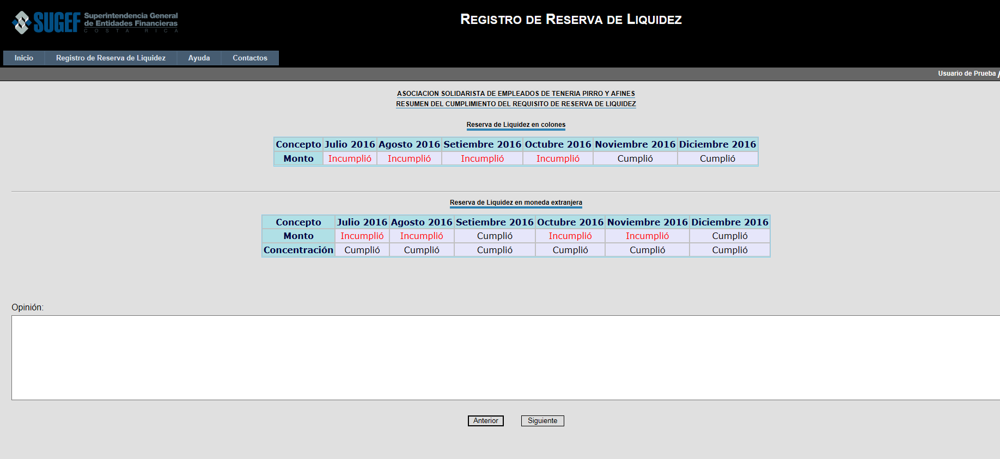 SUGEF Superintendencia General
de Entidades Financieras
COSTA RICA
REGISTRO DE RESERVA DE LIQUIDEZ
Inicio Registro de Reserva de Liquidez Ayuda Contactos
Usuario de Prueba /
ASOCIACION SOLIDARISTA DE EMPLEADOS DE TENERIA PIRRO Y AFINES
RESUMEN DEL CUMPLIMIENTO DEL REQUISITO DE RESERVA DE LIQUIDEZ
Reserva de Liquidez en colones
Concepto Julio 2016 Agosto 2016 Setiembre 2016 Octubre 2016 Noviembre 2016 Diciembre 2016
Monto Incumplió Incumplió Incumplió Incumplió Cumplió Cumplió
Reserva de Liquidez en moneda extranjera
Concepto Julio 2016 Agosto 2016 Setiembre 2016 Octubre 2016 Noviembre 2016 Diciembre 2016
Monto Incumplió Incumplió Cumplió Incumplió Incumplió Cumplió
Concentración Cumplió Cumplió Cumplió Cumplió Cumplió Cumplió
Opinión:
Anterior Siguiente